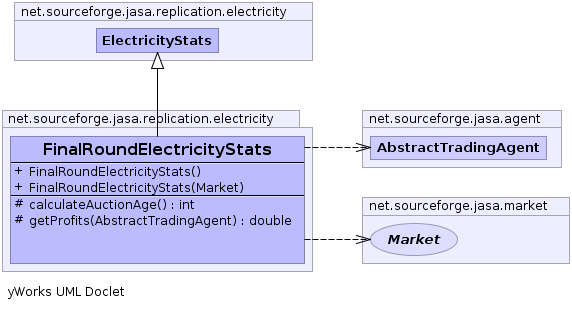 net.sourceforge.jasa.replication.electricity
ElectricityStats
net.sourceforge.jasa.replication.electricity
FinalRoundElectricityStats
+ FinalRoundElectricityStats()
+ FinalRoundElectricityStats(Market)
# calculateAuctionAge() : int
# getProfits(AbstractTradingAgent) : double
net.sourceforge.jasa.agent
AbstractTradingAgent
net.sourceforge.jasa.market
Market
yWorks UML Doclet